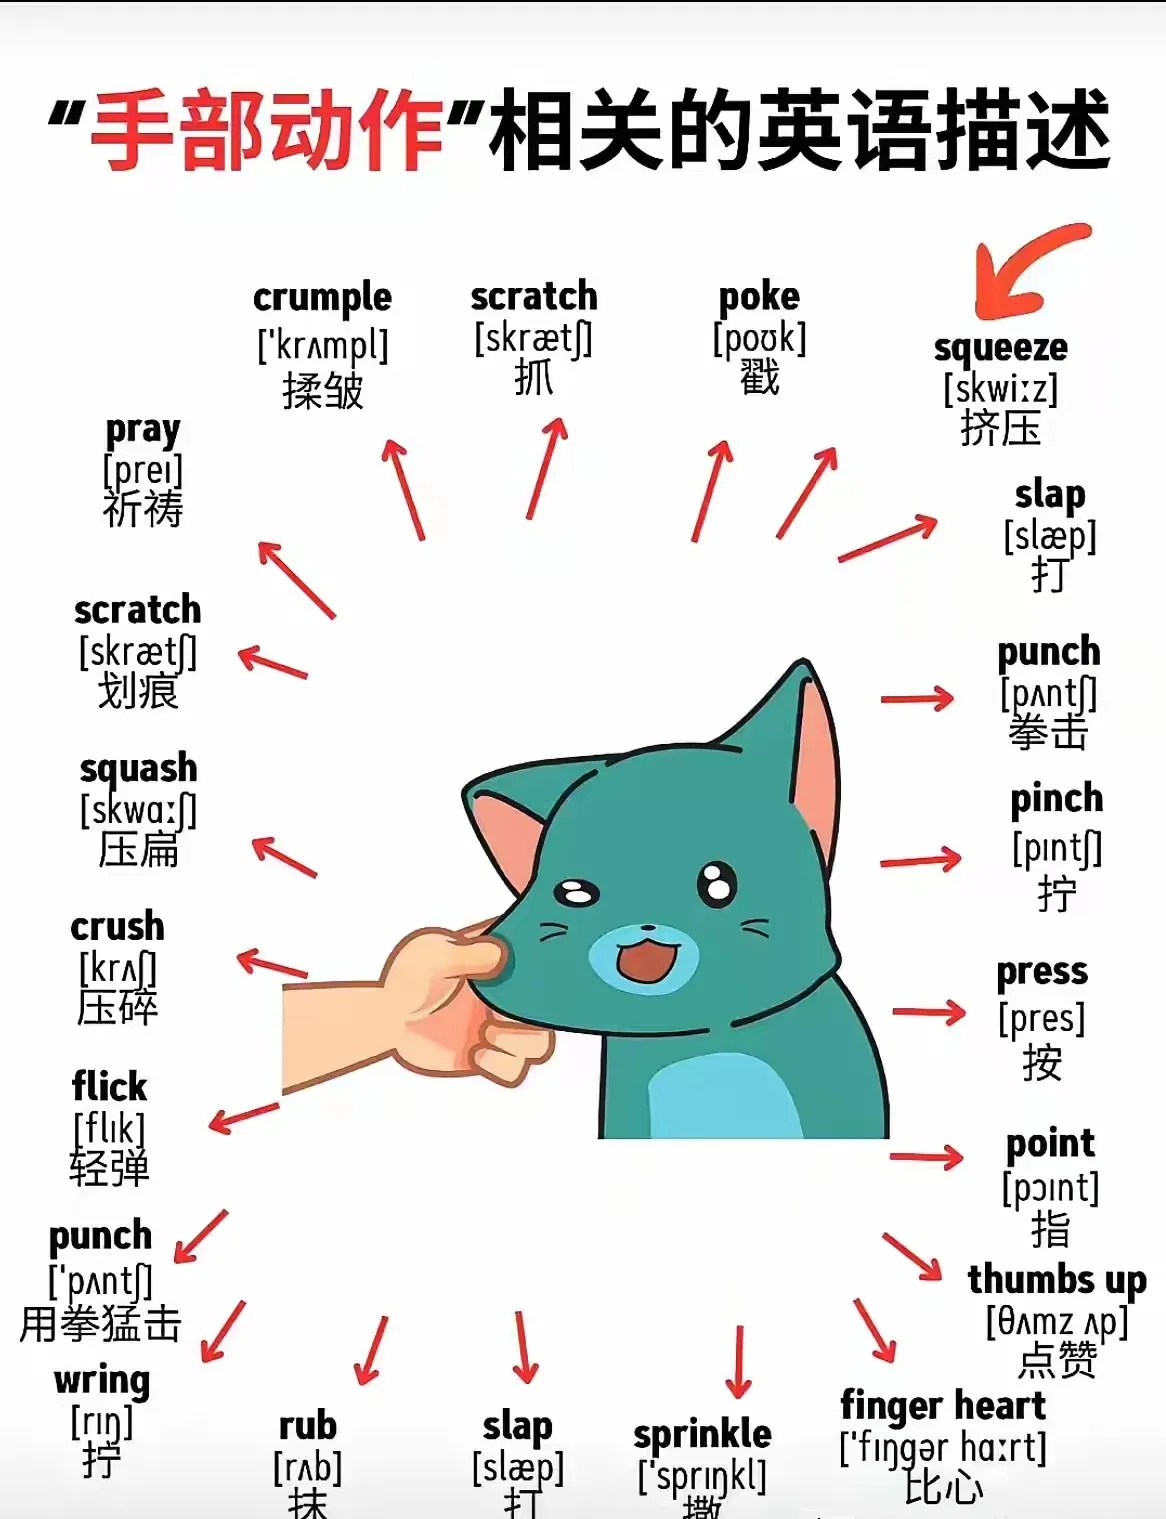 “手部动作”相关的英语描述
crumple
['krʌmpl]
揉皱
scratch
[skrætʃ]
抓
poke
[poʊk]
戳
squeeze
[skwiːz]
挤压
pray
[preɪ]
祈祷
slap
[slæp]
打
scratch
[skrætʃ]
划痕
punch
[pʌntʃ]
拳击
squash
[skwɑːʃ]
压扁
pinch
[pɪntʃ]
拧
crush
[krʌʃ]
压碎
press
[pres]
按
flick
[flɪk]
轻弹
point
[pɔɪnt]
指
punch
['pʌntʃ]
用拳猛击
thumbs up
[θʌmz ʌp]
点赞
wring
[rɪŋ]
拧
rub
[rʌb]
抹
slap
[slæp]
打
sprinkle
['sprɪŋkl]
撒
finger heart
['fɪŋgər hɑːrt]
比心